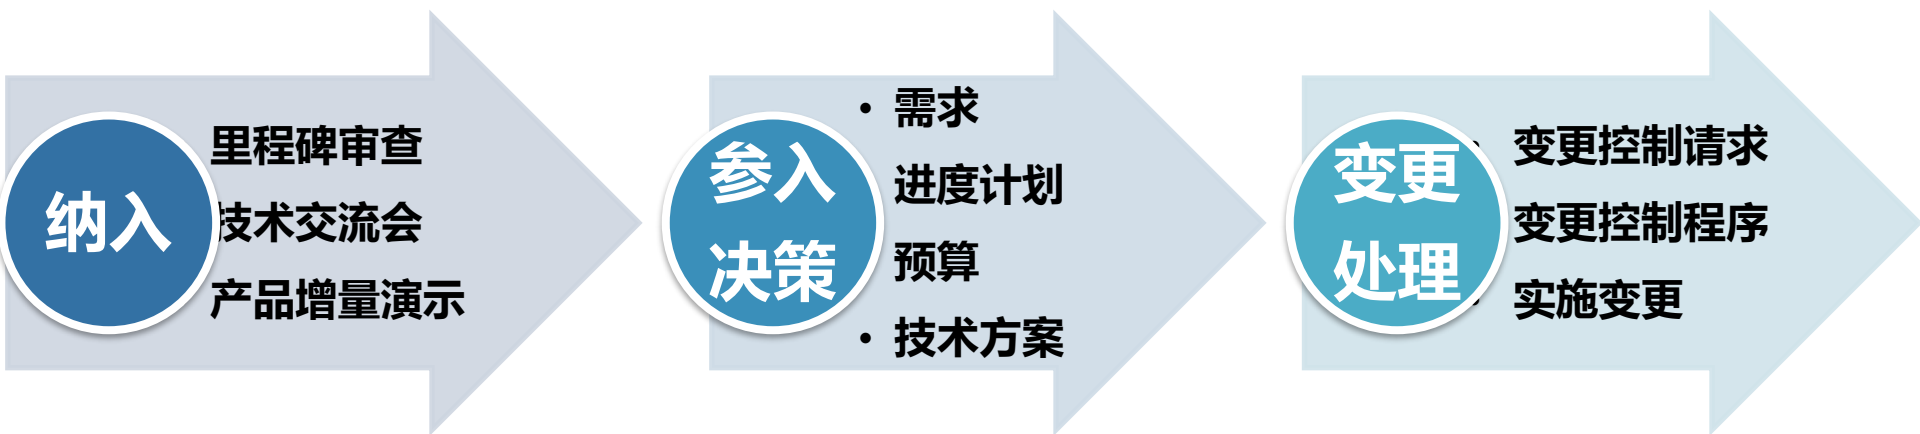 纳入
里程碑审查
技术交流会
产品增量演示
参入
决策
• 需求
进度计划
预算
• 技术方案
变更
处理
变更控制请求
变更控制程序
实施变更